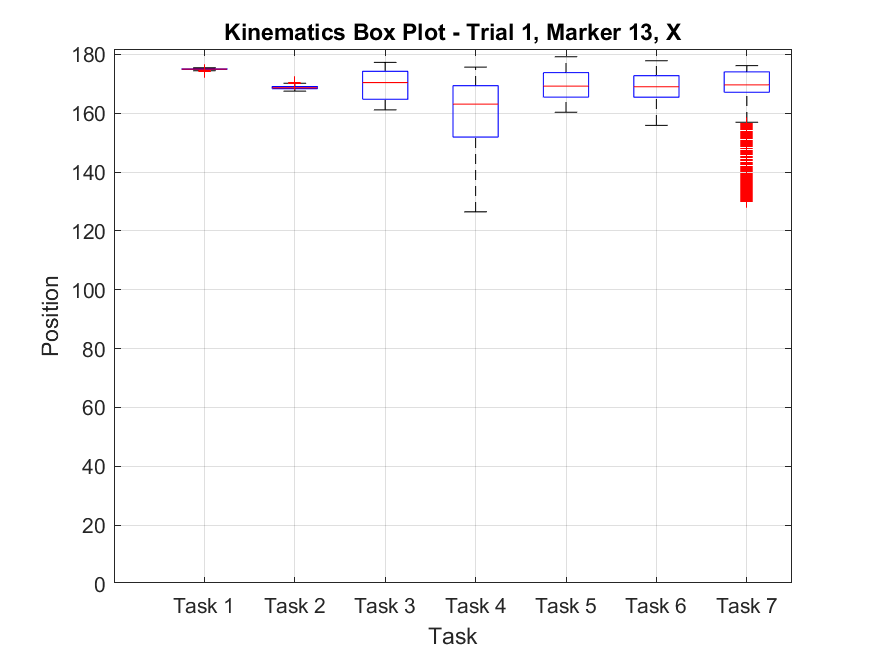 Kinematics Box Plot - Trial 1, Marker 13, X
180
160
140
120
100
80
60
40
20
0
Position
Task 1 Task 2 Task 3 Task 4 Task 5 Task 6 Task 7
Task